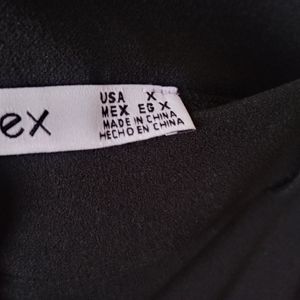 ex
USA X
MEX EG X
MADE IN CHINA
HECHO EN CHINA